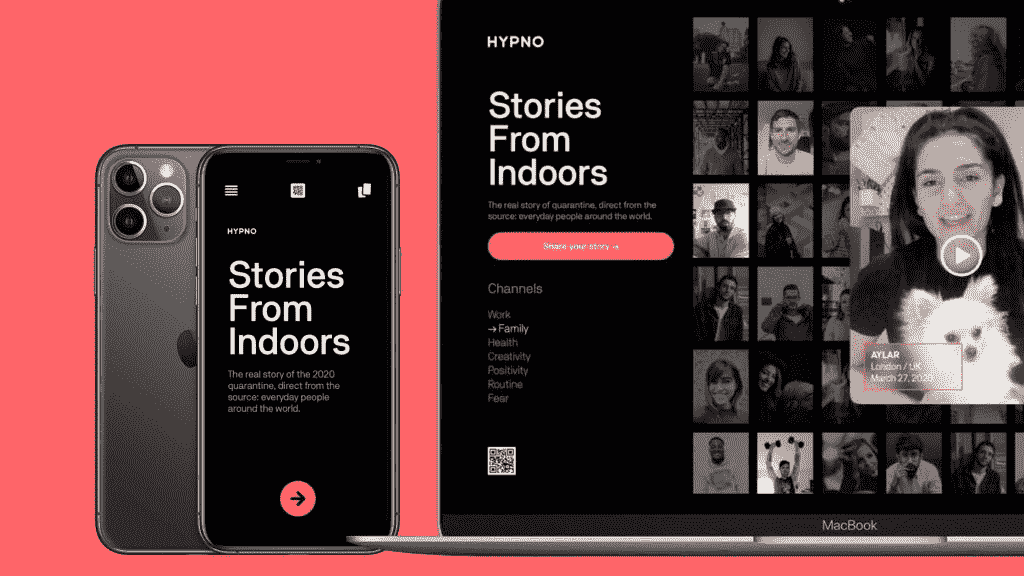 HYPNO
Stories
From
Indoors
The real story of the 2020
quarantine, direct from the
source: everyday people
around the world.
HYPNO
Stories
From
Indoors
The real story of quarantine, direct from the
source: everyday people around the world.
Share your story →
Channels
Work
→ Family
Health
Creativity
Positivity
Routine
Fear
AYLAR
London / UK
March 27, 2020
MacBook